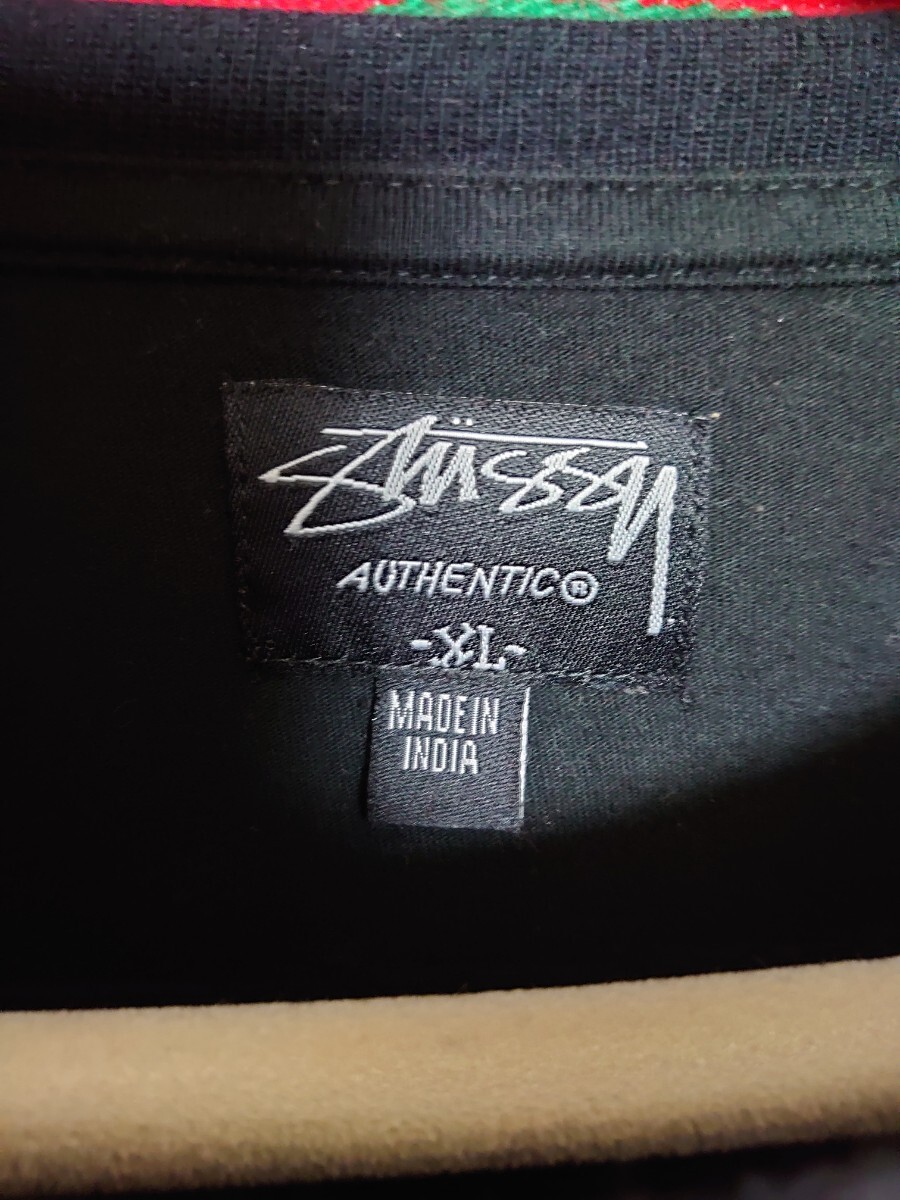 Stüssy
AUTHENTIC®
-XL-
MADE IN
INDIA